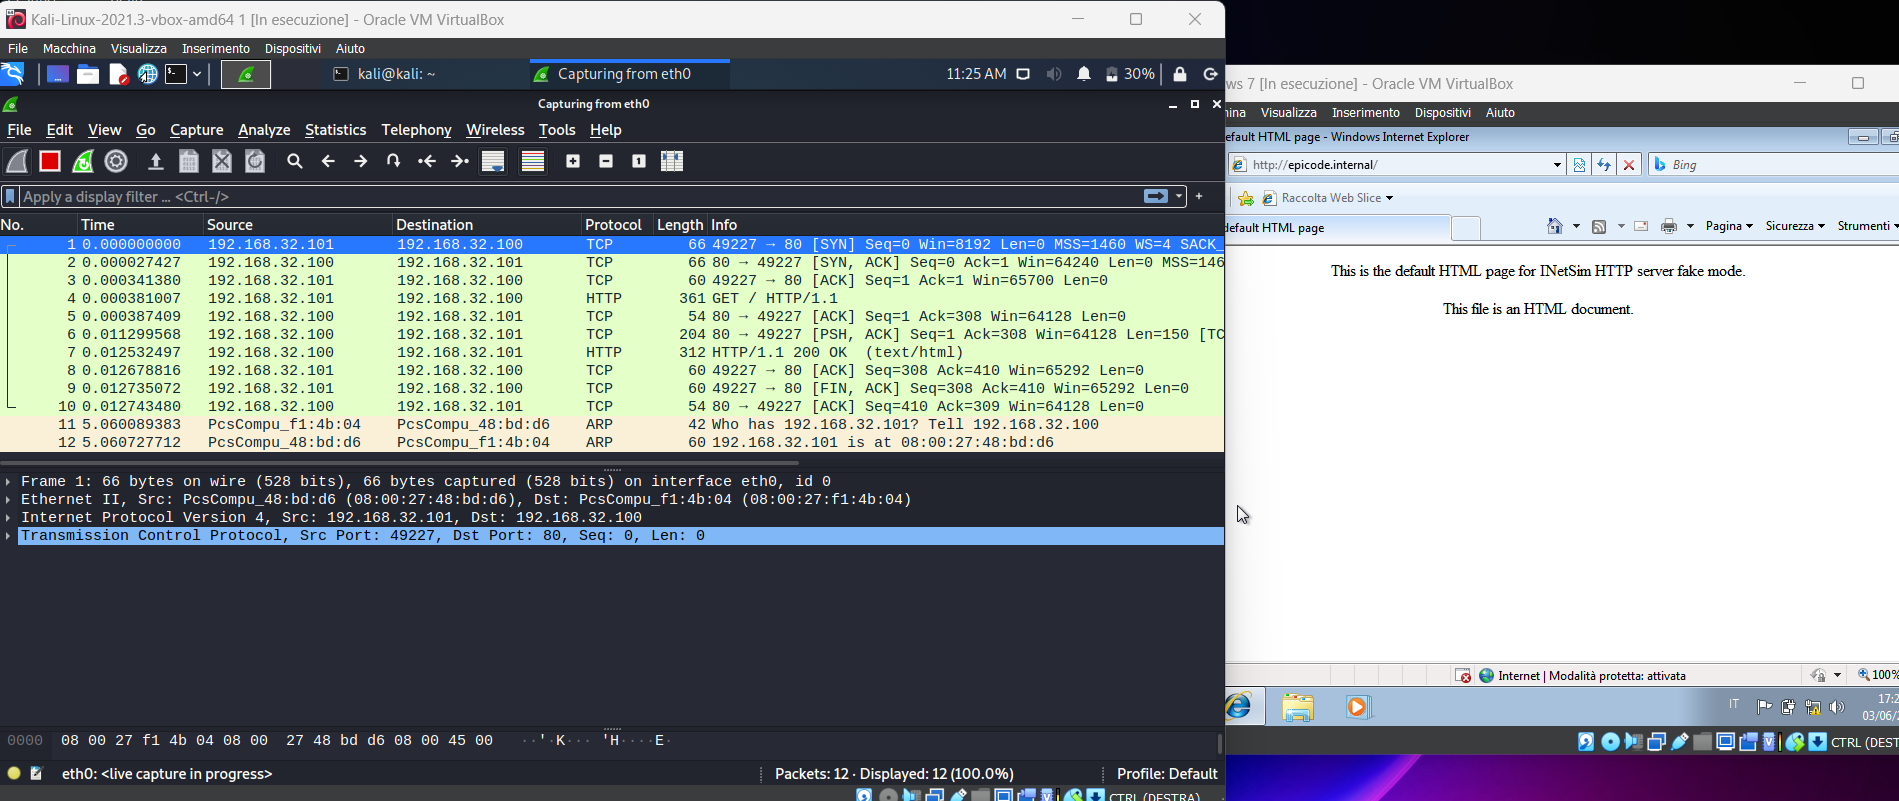 Kali-Linux-2021.3-vbox-amd64 1 [In esecuzione] - Oracle VM VirtualBox
File Macchina Visualizza Inserimento Dispositivi Aiuto
kali@kali: ~ Capturing from eth0 11:25 AM 30%
Capturing from eth0
File Edit View Go Capture Analyze Statistics Telephony Wireless Tools Help
Apply a display filter ... <Ctrl-/>
No. Time Source Destination Protocol Length Info
1 0.000000000 192.168.32.101 192.168.32.100 TCP 66 49227 → 80 [SYN] Seq=0 Win=8192 Len=0 MSS=1460 WS=4 SACK_
2 0.000027427 192.168.32.100 192.168.32.101 TCP 66 80 → 49227 [SYN, ACK] Seq=0 Ack=1 Win=64240 Len=0 MSS=146
3 0.000341380 192.168.32.101 192.168.32.100 TCP 60 49227 → 80 [ACK] Seq=1 Ack=1 Win=65700 Len=0
4 0.000381007 192.168.32.101 192.168.32.100 HTTP 361 GET / HTTP/1.1
5 0.000387409 192.168.32.100 192.168.32.101 TCP 54 80 → 49227 [ACK] Seq=1 Ack=308 Win=64128 Len=0
6 0.011299568 192.168.32.100 192.168.32.101 TCP 204 80 → 49227 [PSH, ACK] Seq=1 Ack=308 Win=64128 Len=150 [TC
7 0.012532497 192.168.32.100 192.168.32.101 HTTP 312 HTTP/1.1 200 OK (text/html)
8 0.012678816 192.168.32.101 192.168.32.100 TCP 60 49227 → 80 [ACK] Seq=308 Ack=410 Win=65292 Len=0
9 0.012735072 192.168.32.101 192.168.32.100 TCP 60 49227 → 80 [FIN, ACK] Seq=308 Ack=410 Win=65292 Len=0
10 0.012743480 192.168.32.100 192.168.32.101 TCP 54 80 → 49227 [ACK] Seq=410 Ack=309 Win=64128 Len=0
11 5.060089383 PcsCompu_f1:4b:04 PcsCompu_48:bd:d6 ARP 42 Who has 192.168.32.101? Tell 192.168.32.100
12 5.060727712 PcsCompu_48:bd:d6 PcsCompu_f1:4b:04 ARP 60 192.168.32.101 is at 08:00:27:48:bd:d6
Frame 1: 66 bytes on wire (528 bits), 66 bytes captured (528 bits) on interface eth0, id 0
Ethernet II, Src: PcsCompu_48:bd:d6 (08:00:27:48:bd:d6), Dst: PcsCompu_f1:4b:04 (08:00:27:f1:4b:04)
Internet Protocol Version 4, Src: 192.168.32.101, Dst: 192.168.32.100
Transmission Control Protocol, Src Port: 49227, Dst Port: 80, Seq: 0, Len: 0
0000 08 00 27 f1 4b 04 08 00 27 48 bd d6 08 00 45 00 ··'·K··· 'H····E·
eth0: <live capture in progress> Packets: 12 · Displayed: 12 (100.0%) Profile: Default
CTRL (DESTRA)
ws 7 [In esecuzione] - Oracle VM VirtualBox
ina Visualizza Inserimento Dispositivi Aiuto
efault HTML page - Windows Internet Explorer
http://epicode.internal/ Bing
Raccolta Web Slice
default HTML page Pagina Sicurezza Strumenti
This is the default HTML page for INetSim HTTP server fake mode.
This file is an HTML document.
Internet | Modalità protetta: attivata 100%
IT 17:2
03/06/
CTRL (DEST